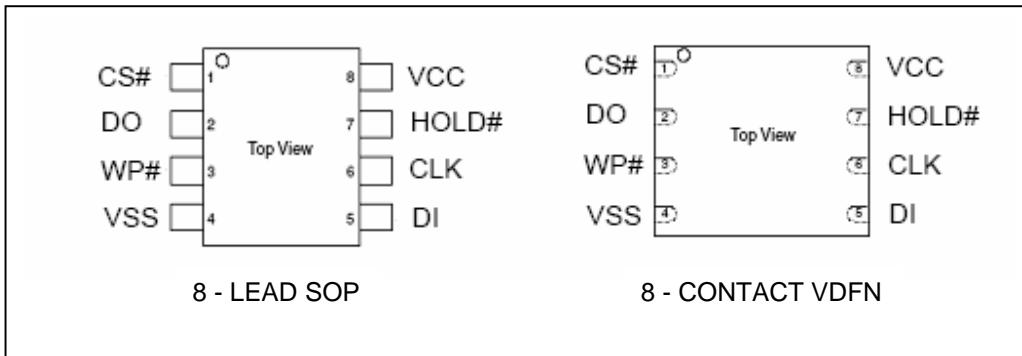 CS# 1 8 VCC
DO 2 7 HOLD#
Top View
WP# 3 6 CLK
VSS 4 5 DI
8 - LEAD SOP
CS# 1 8 VCC
DO 2 7 HOLD#
Top View
WP# 3 6 CLK
VSS 4 5 DI
8 - CONTACT VDFN